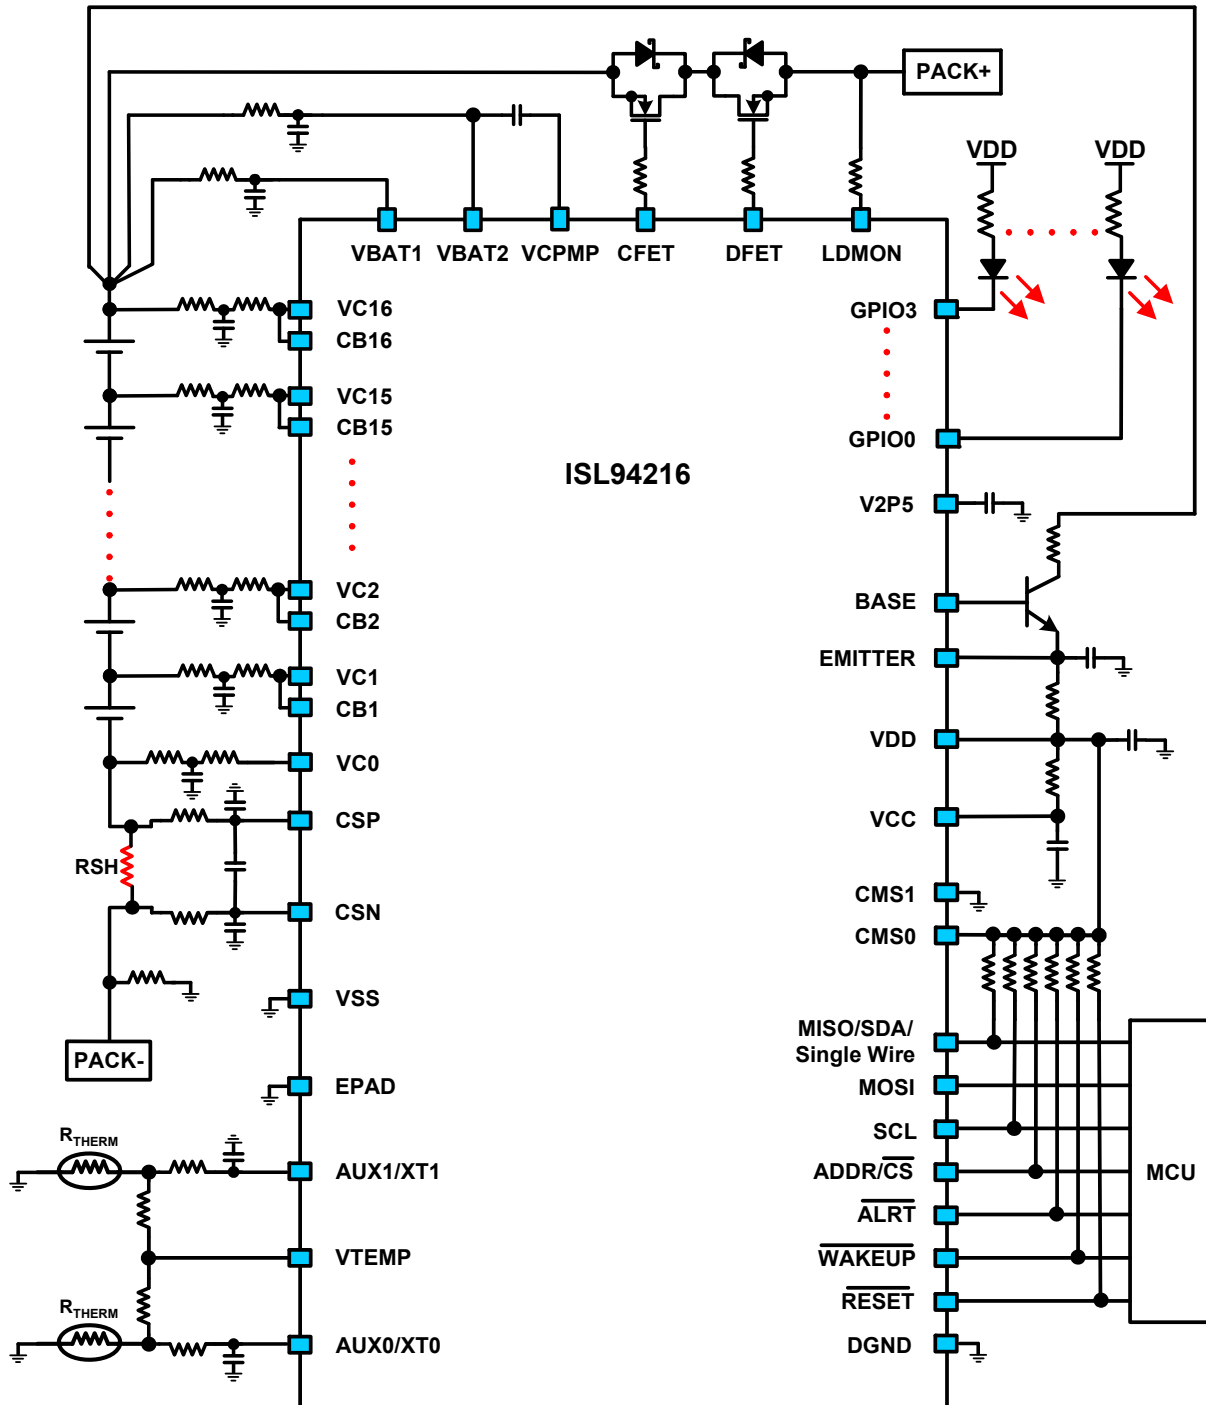 PACK+
VDD VDD
VBAT1 VBAT2 VCPMP CFET DFET LDMON
VC16
CB16
VC15
CB15
VC2
CB2
VC1
CB1
VC0
CSP
RSH
CSN
VSS
PACK-
EPAD
RTHERM
AUX1/XT1
VTEMP
RTHERM
AUX0/XT0
ISL94216
GPIO3
GPIO0
V2P5
BASE
EMITTER
VDD
VCC
CMS1
CMS0
MISO/SDA/
Single Wire
MOSI
SCL
ADDR/CS
ALRT
WAKEUP
RESET
DGND
MCU